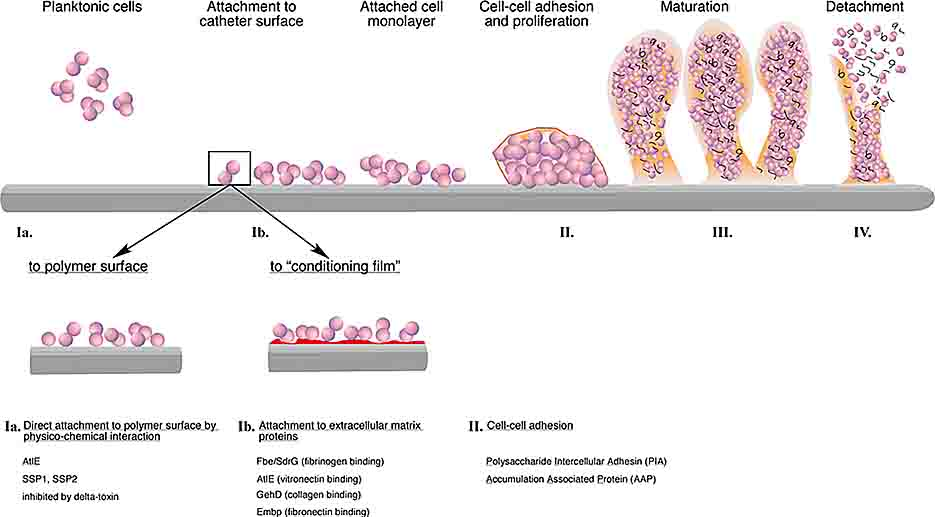 Planktonic cells
Attachment to
catheter surface
Attached cell
monolayer
Cell-cell adhesion
and proliferation
Maturation
Detachment
Ia.
Ib.
II.
III.
IV.
to polymer surface
to “conditioning film”
Ia. Direct attachment to polymer surface by
physico-chemical interaction
AtlE
SSP1, SSP2
inhibited by delta-toxin
Ib. Attachment to extracellular matrix
proteins
Fbe/SdrG (fibrinogen binding)
AtlE (vitronectin binding)
GehD (collagen binding)
Embp (fibronectin binding)
II. Cell-cell adhesion
Polysaccharide Intercellular Adhesin (PIA)
Accumulation Associated Protein (AAP)